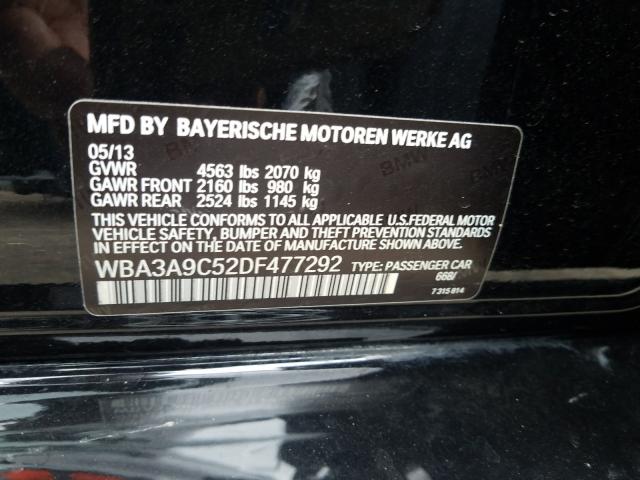 MFD BY BAYERISCHE MOTOREN WERKE AG
05/13
GVWR 4563 lbs 2070 kg
GAWR FRONT 2160 lbs 980 kg
GAWR REAR 2524 lbs 1145 kg
THIS VEHICLE CONFORMS TO ALL APPLICABLE U.S.FEDERAL MOTOR
VEHICLE SAFETY, BUMPER AND THEFT PREVENTION STANDARDS
IN EFFECT ON THE DATE OF MANUFACTURE SHOWN ABOVE.
WBA3A9C52DF477292 TYPE: PASSENGER CAR
668/
7 315 814